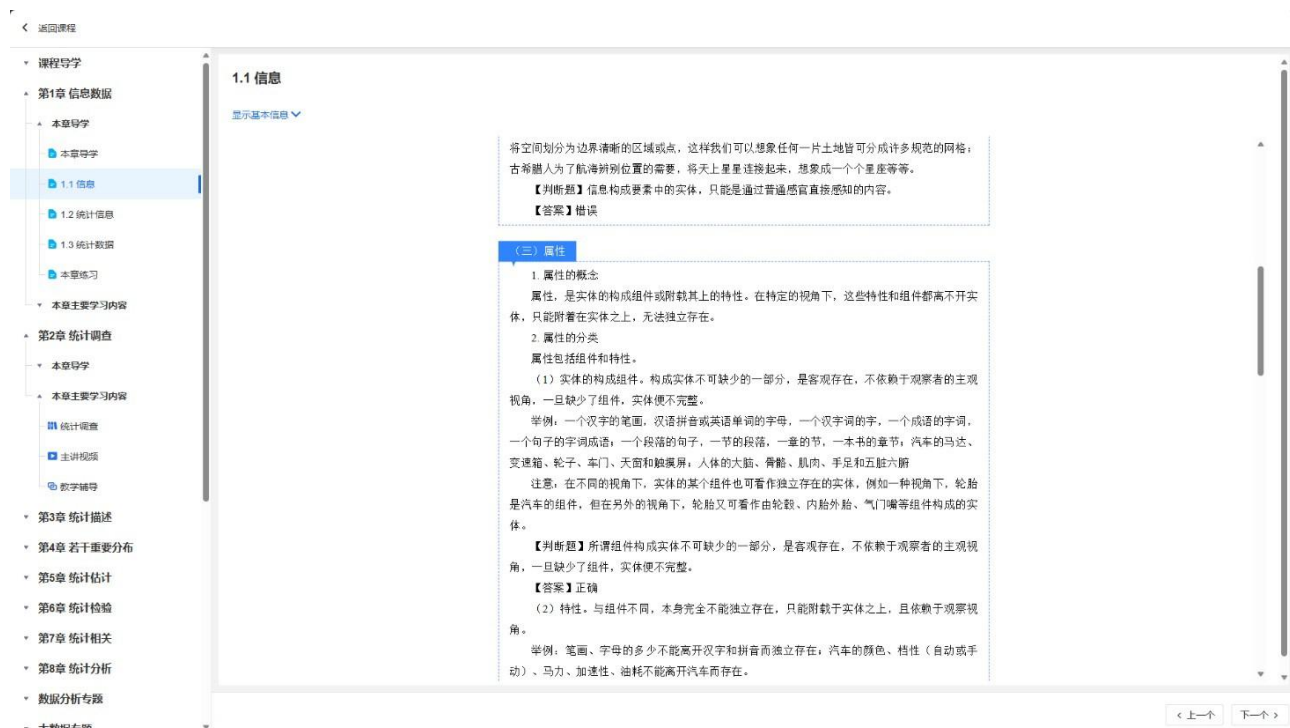 返回课程
课程导学
第1章 信息数据
本章导学
本章导学
1.1 信息
1.2 统计信息
1.3 统计数据
本章练习
本章主要学习内容
第2章 统计调查
本章导学
本章主要学习内容
统计调查
主讲视频
教学辅导
第3章 统计描述
第4章 若干重要分布
第5章 统计估计
第6章 统计检验
第7章 统计相关
第8章 统计分析
数据分析专题
大数据专题
1.1 信息
显示基本信息
将空间划分为边界清晰的区域或点，这样我们可以想象任何一片土地皆可分成许多规范的网格；
古希腊人为了航海辨别位置的需要，将天上星星连接起来，想象成一个个星座等等。
【判断题】信息构成要素中的实体，只能是通过普通感官直接感知的内容。
【答案】错误
（三）属性
1. 属性的概念
属性，是实体的构成组件或附载其上的特性。在特定的视角下，这些特性和组件都离不开实
体，只能附着在实体之上，无法独立存在。
2. 属性的分类
属性包括组件和特性。
（1）实体的构成组件。构成实体不可缺少的一部分，是客观存在，不依赖于观察者的主观
视角，一旦缺少了组件，实体便不完整。
举例：一个汉字的笔画，汉语拼音或英语单词的字母，一个汉字词的字，一个成语的字词，
一个句子的字词成语；一个段落的句子，一节的段落，一章的节，一本书的章节；汽车的马达、
变速箱、轮子、车门、天窗和触摸屏；人体的大脑、骨骼、肌肉、手足和五脏六腑
注意：在不同的视角下，实体的某个组件也可看作独立存在的实体，例如一种视角下，轮胎
是汽车的组件，但在另外的视角下，轮胎又可看作由轮毂、内胎外胎、气门嘴等组件构成的实
体。
【判断题】所谓组件构成实体不可缺少的一部分，是客观存在，不依赖于观察者的主观视
角，一旦缺少了组件，实体便不完整。
【答案】正确
（2）特性。与组件不同，本身完全不能独立存在，只能附载于实体之上，且依赖于观察视
角。
举例：笔画、字母的多少不能离开汉字和拼音而独立存在；汽车的颜色、档性（自动或手
动）、马力、加速性、油耗不能离开汽车而存在。
上一个
下一个